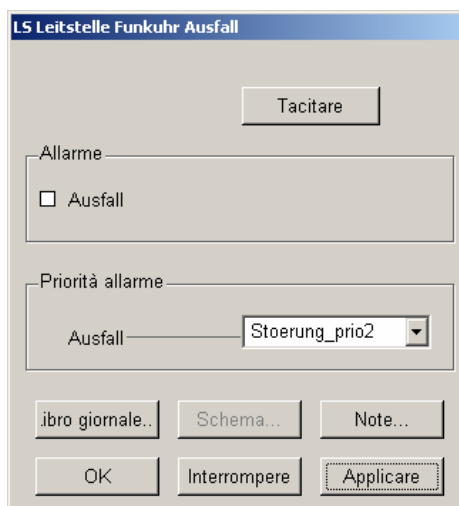 LS Leitstelle Funkuhr Ausfall
Tacitare
Allarme
Ausfall
Priorità allarme
Ausfall Stoerung_prio2
.ibro giornale.. Schema... Note...
OK Interrompere Applicare